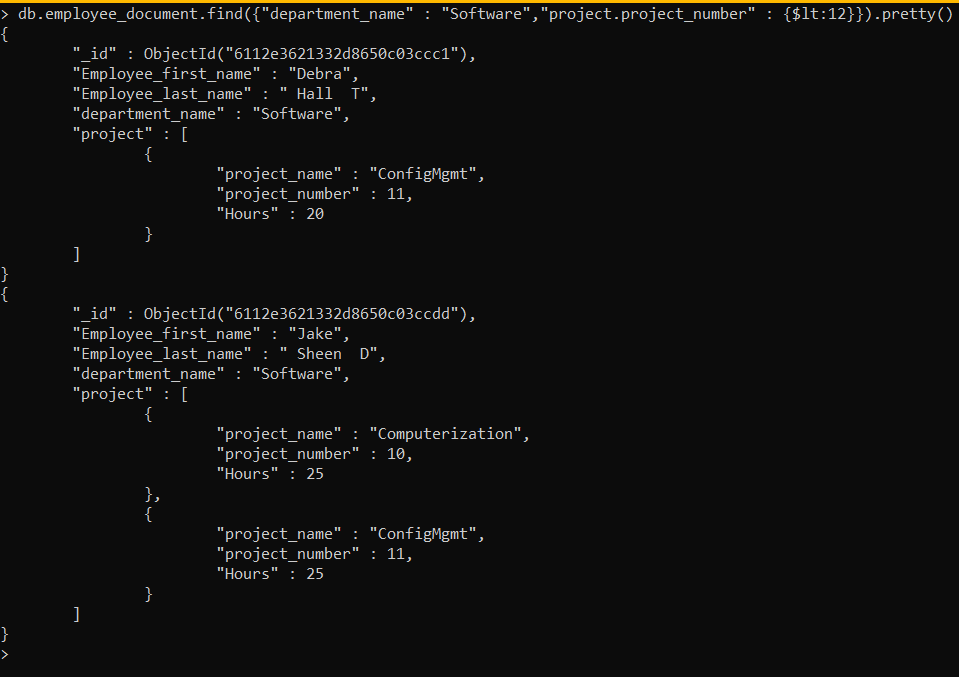 > db.employee_document.find({"department_name" : "Software","project.project_number" : {$lt:12}}).pretty()
{
        "_id" : ObjectId("6112e3621332d8650c03ccc1"),
        "Employee_first_name" : "Debra",
        "Employee_last_name" : " Hall  T",
        "department_name" : "Software",
        "project" : [
                {
                        "project_name" : "ConfigMgmt",
                        "project_number" : 11,
                        "Hours" : 20
                }
        ]
}
{
        "_id" : ObjectId("6112e3621332d8650c03ccdd"),
        "Employee_first_name" : "Jake",
        "Employee_last_name" : " Sheen  D",
        "department_name" : "Software",
        "project" : [
                {
                        "project_name" : "Computerization",
                        "project_number" : 10,
                        "Hours" : 25
                },
                {
                        "project_name" : "ConfigMgmt",
                        "project_number" : 11,
                        "Hours" : 25
                }
        ]
}
>